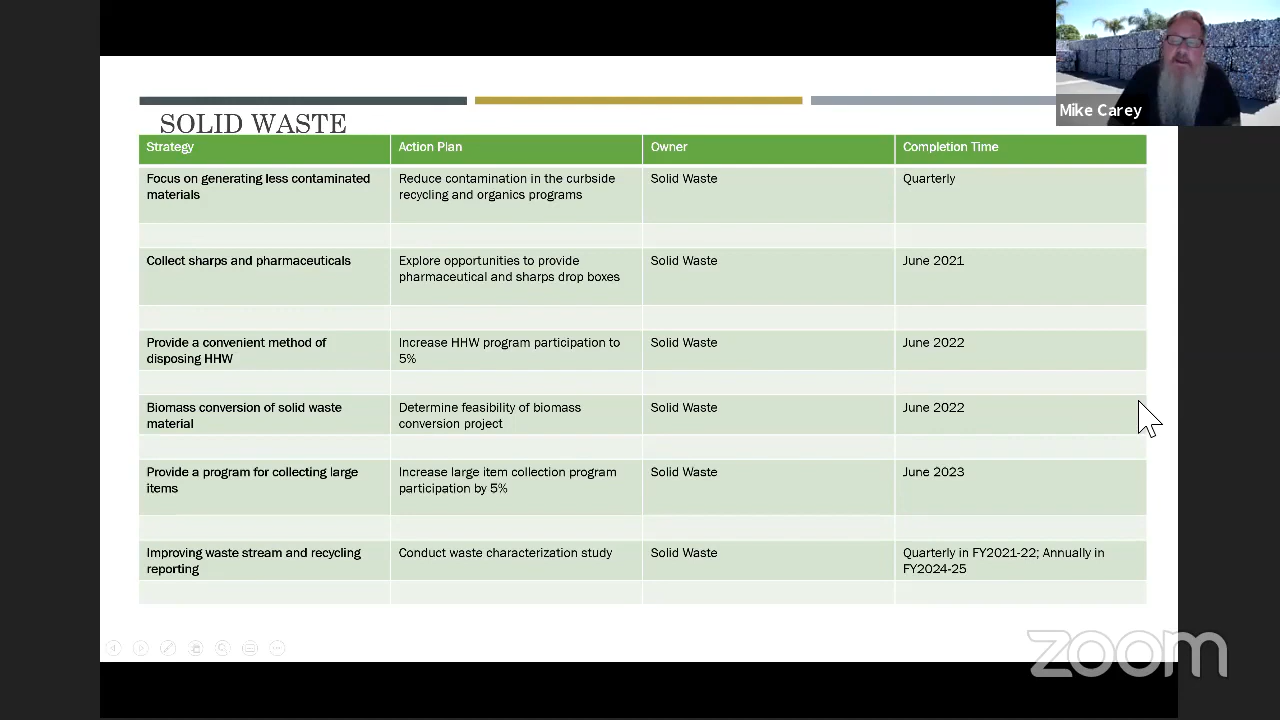 Mike Carey
SOLID WASTE
Strategy
Action Plan
Owner
Completion Time
Focus on generating less contaminated
materials
Reduce contamination in the curbside
recycling and organics programs
Solid Waste
Quarterly
Collect sharps and pharmaceuticals
Explore opportunities to provide
pharmaceutical and sharps drop boxes
Solid Waste
June 2021
Provide a convenient method of
disposing HHW
Increase HHW program participation to
5%
Solid Waste
June 2022
Biomass conversion of solid waste
material
Determine feasibility of biomass
conversion project
Solid Waste
June 2022
Provide a program for collecting large
items
Increase large item collection program
participation by 5%
Solid Waste
June 2023
Improving waste stream and recycling
reporting
Conduct waste characterization study
Solid Waste
Quarterly in FY2021-22; Annually in
FY2024-25
zoom